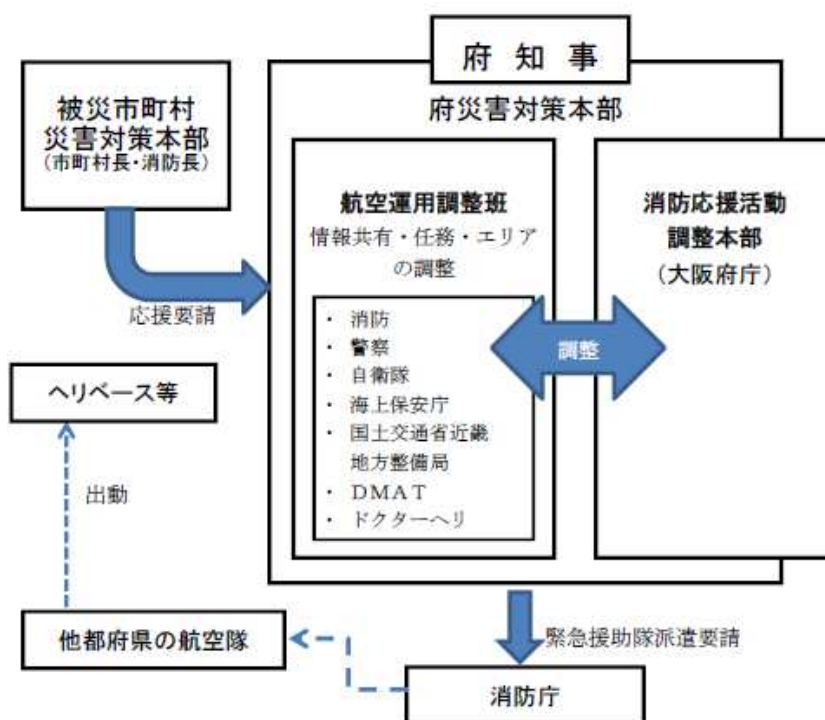 府 知 事
府災害対策本部
被災市町村
災害対策本部
（市町村長・消防長）
応援要請
航空運用調整班
情報共有・任務・エリア
の調整
・ 消防
・ 警察
・ 自衛隊
・ 海上保安庁
・ 国土交通省近畿
地方整備局
・ DMAT
・ ドクターヘリ
調整
消防応援活動
調整本部
（大阪府庁）
ヘリベース等
出動
他都府県の航空隊
緊急援助隊派遣要請
消防庁